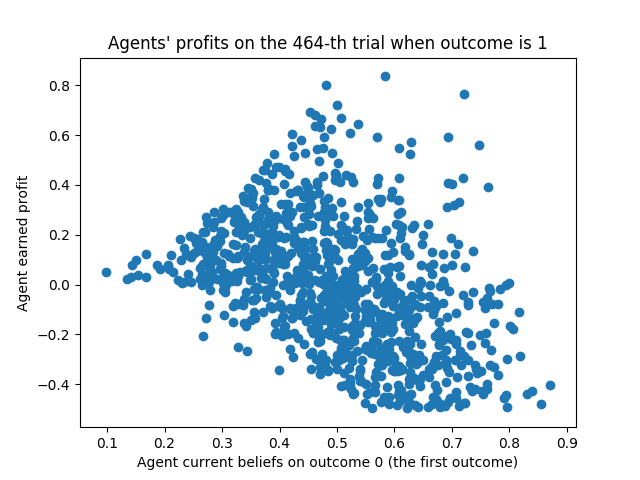 Agents' profits on the 464-th trial when outcome is 1
Agent earned profit
0.8
0.6
0.4
0.2
0.0
−0.2
−0.4
0.1 0.2 0.3 0.4 0.5 0.6 0.7 0.8 0.9
Agent current beliefs on outcome 0 (the first outcome)